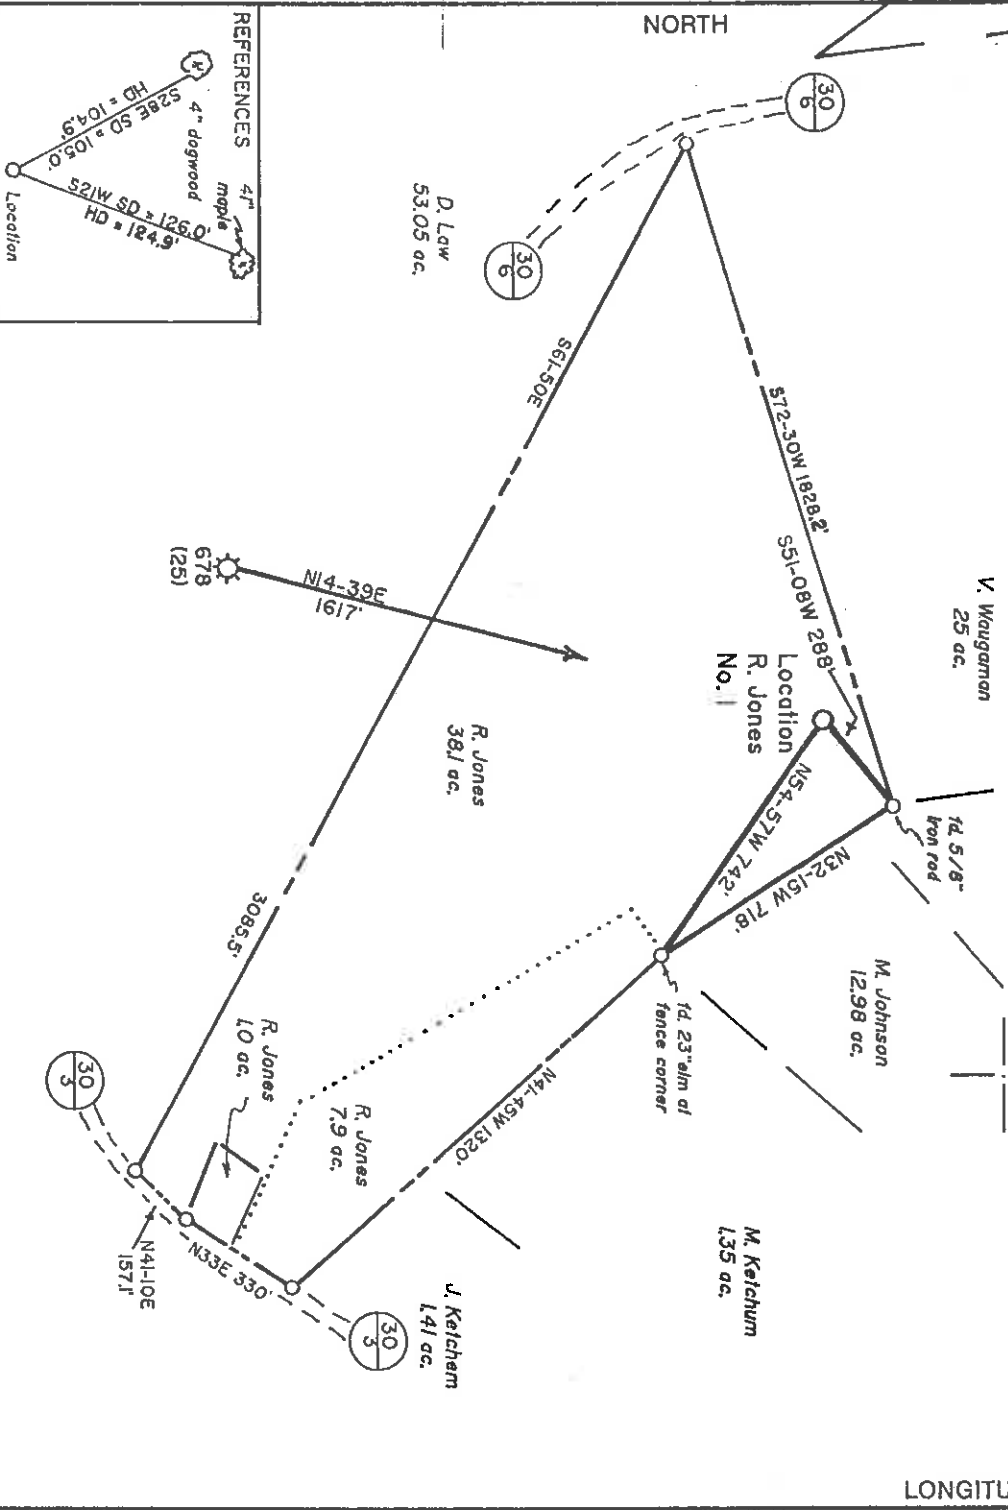 NORTH
LONGITU
REFERENCES
41"
maple
4" dogwood
S28E SD = 105.0'
HD = 104.9'
S21W SD = 126.0'
HD = 124.9'
Location
30
6
30
6
D. Law
53.05 ac.
S61-50E
3085.5'
S72-30W 1828.2'
S51-08W 288'
V. Waugaman
25 ac.
Location
R. Jones
No. 1
N54-57W 742'
N32-15W 718'
fd. 5/8"
iron rod
M. Johnson
12.98 ac.
fd. 23" elm at
fence corner
678
(25)
N14-39E
1617'
R. Jones
38.1 ac.
N41-45W 1320'
R. Jones
7.9 ac.
R. Jones
1.0 ac.
M. Ketchum
1.35 ac.
J. Ketchem
1.41 ac.
30
3
30
3
N33E 330'
N41-10E
157.1'